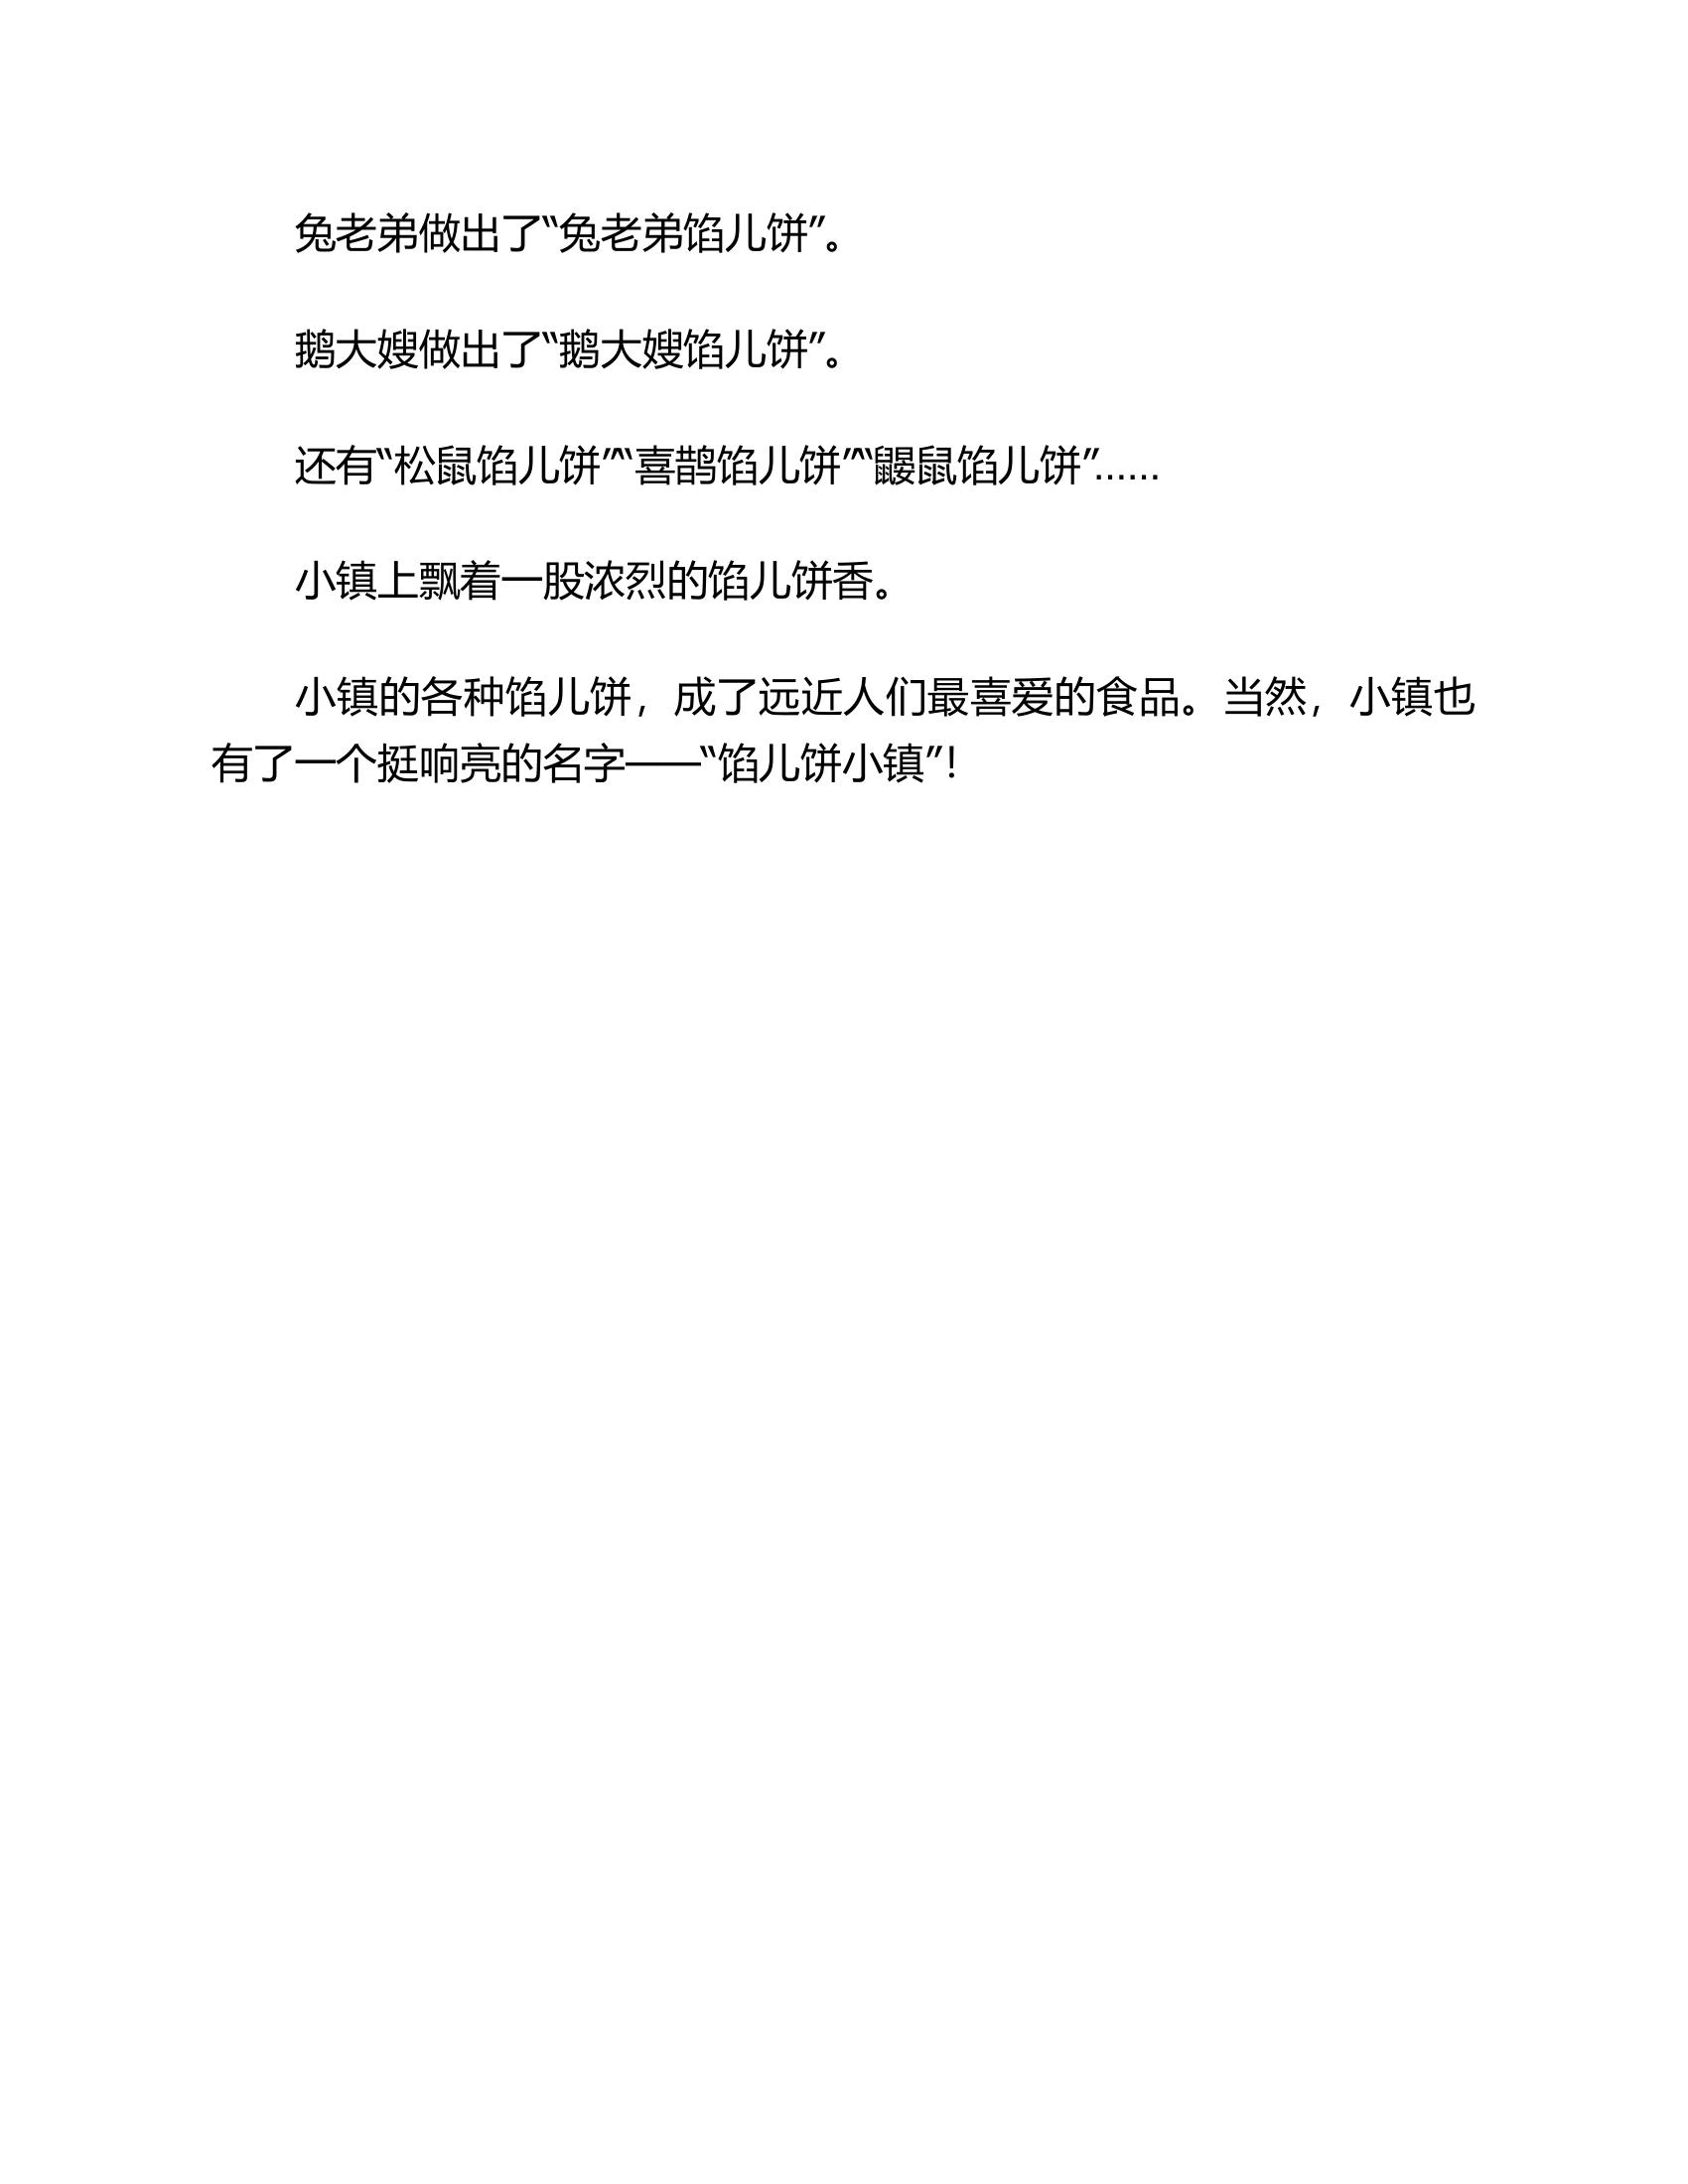 兔老弟做出了“兔老弟馅儿饼”。
鹅大嫂做出了“鹅大嫂馅儿饼”。
还有“松鼠馅儿饼”“喜鹊馅儿饼”“鼹鼠馅儿饼”……
小镇上飘着一股浓烈的馅儿饼香。
小镇的各种馅儿饼，成了远近人们最喜爱的食品。当然，小镇也
有了一个挺响亮的名字——“馅儿饼小镇”！